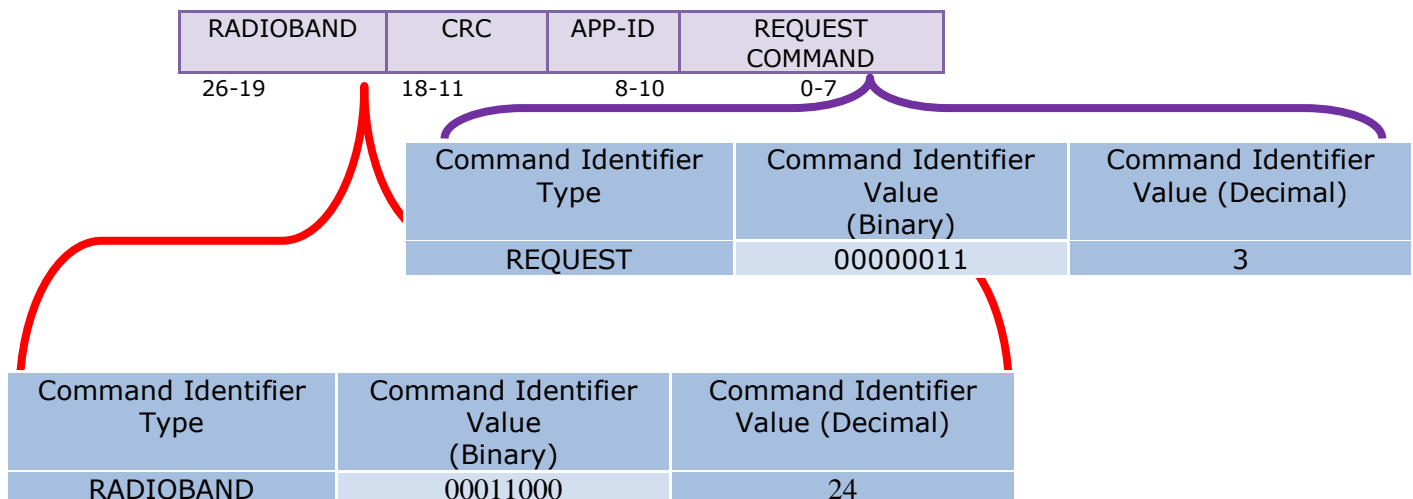 RADIOBAND CRC APP-ID REQUEST
COMMAND
26-19 18-11 8-10 0-7
Command Identifier Command Identifier Command Identifier
Type Value Value (Decimal)
(Binary)
REQUEST 00000011 3
Command Identifier Command Identifier Command Identifier
Type Value Value (Decimal)
(Binary)
RADIOBAND 00011000 24